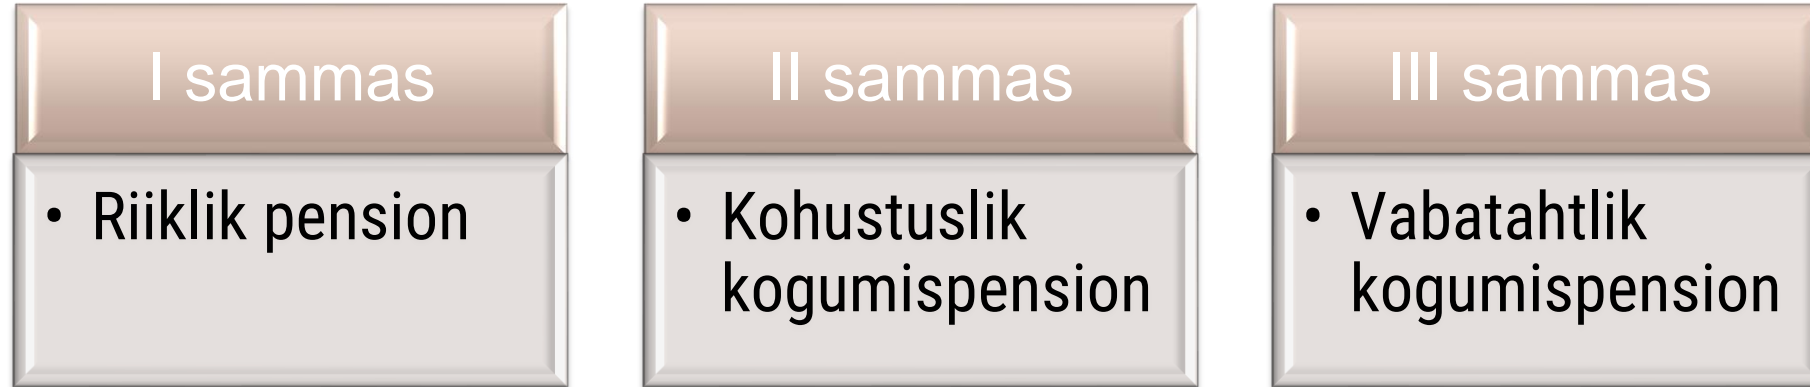 I sammas
• Riiklik pension
II sammas
• Kohustuslik
kogumispension
III sammas
• Vabatahtlik
kogumispension